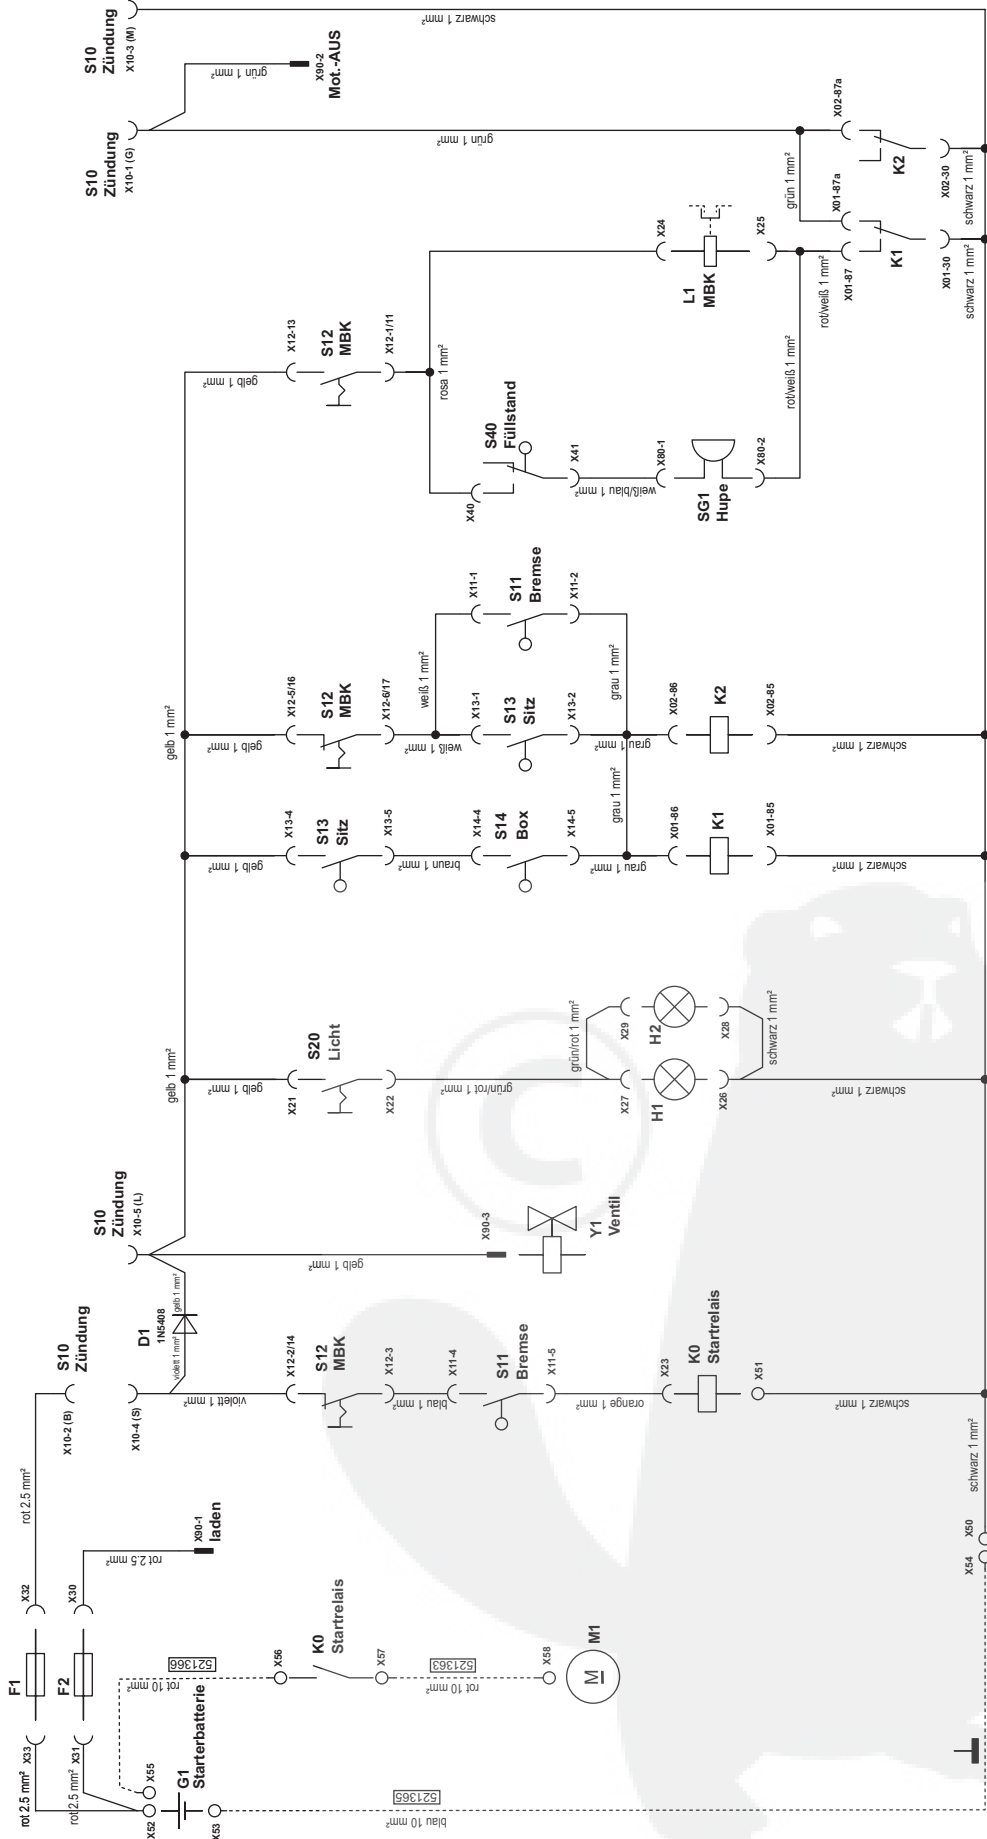 S10
Zündung
X10-3 (M)
schwarz 1 mm²
S10
Zündung
X10-1 (G)
grün 1 mm²
X90-2
Mot.-AUS
grün 1 mm²
X02-87a
K2
X02-30
schwarz 1 mm²
grün 1 mm²
X01-87a
X01-87
K1
X01-30
schwarz 1 mm²
X24
L1
MBK
X25
rot/weiß 1 mm²
gelb 1 mm²
X12-13
S12
MBK
X12-1/11
rosa 1 mm²
rot/weiß 1 mm²
X40
S40
Füllstand
X41
weiß/blau 1 mm²
X80-1
SG1
Hupe
X80-2
X11-1
S11
Bremse
X11-2
gelb 1 mm²
gelb 1 mm²
X12-5/16
S12
MBK
X12-6/17
weiß 1 mm²
weiß 1 mm²
X13-1
S13
Sitz
X13-2
grau 1 mm²
grau 1 mm²
X02-86
K2
X02-85
schwarz 1 mm²
gelb 1 mm²
X13-4
S13
Sitz
X13-5
braun 1 mm²
X14-4
S14
Box
X14-5
grau 1 mm²
grau 1 mm²
X01-86
K1
X01-85
schwarz 1 mm²
gelb 1 mm²
gelb 1 mm²
X21
S20
Licht
X22
grün/rot 1 mm²
grün/rot 1 mm²
X29
H2
X28
schwarz 1 mm²
X27
H1
X26
schwarz 1 mm²
S10
Zündung
X10-5 (L)
gelb 1 mm²
X90-3
Y1
Ventil
D1
1N5408
gelb 1 mm²
violett 1 mm²
S10
Zündung
X10-2 (B)
X10-4 (S)
violett 1 mm²
X12-2/14
S12
MBK
X12-3
blau 1 mm²
X11-4
S11
Bremse
X11-5
orange 1 mm²
X23
K0
Startrelais
X51
schwarz 1 mm²
schwarz 1 mm²
X50
X54
rot 2.5 mm²
X90-1
laden
rot 2.5 mm²
X32
X30
F1
F2
X33
X31
rot 2.5 mm²
rot 2.5 mm²
521366
rot 10 mm²
X56
K0
Startrelais
X57
521363
rot 10 mm²
X58
M
M1
X55
X52
G1
Starterbatterie
X53
521365
blau 10 mm²
©